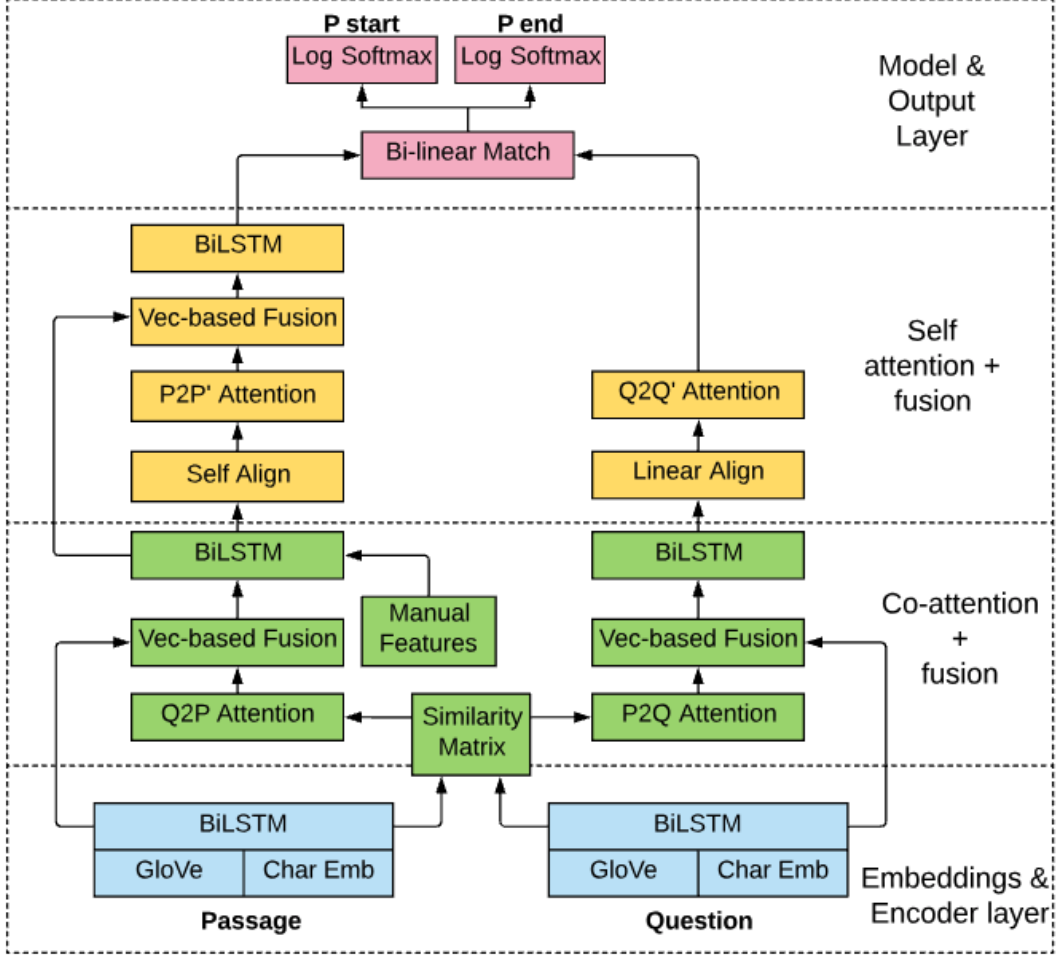 P start
P end
Log Softmax
Log Softmax
Model &
Output
Layer
Bi-linear Match
BiLSTM
Vec-based Fusion
P2P' Attention
Self Align
Q2Q' Attention
Linear Align
Self
attention +
fusion
BiLSTM
Manual
Features
Vec-based Fusion
Q2P Attention
Similarity
Matrix
BiLSTM
Vec-based Fusion
P2Q Attention
Co-attention
+
fusion
BiLSTM
GloVe
Char Emb
Passage
BiLSTM
GloVe
Char Emb
Question
Embeddings &
Encoder layer